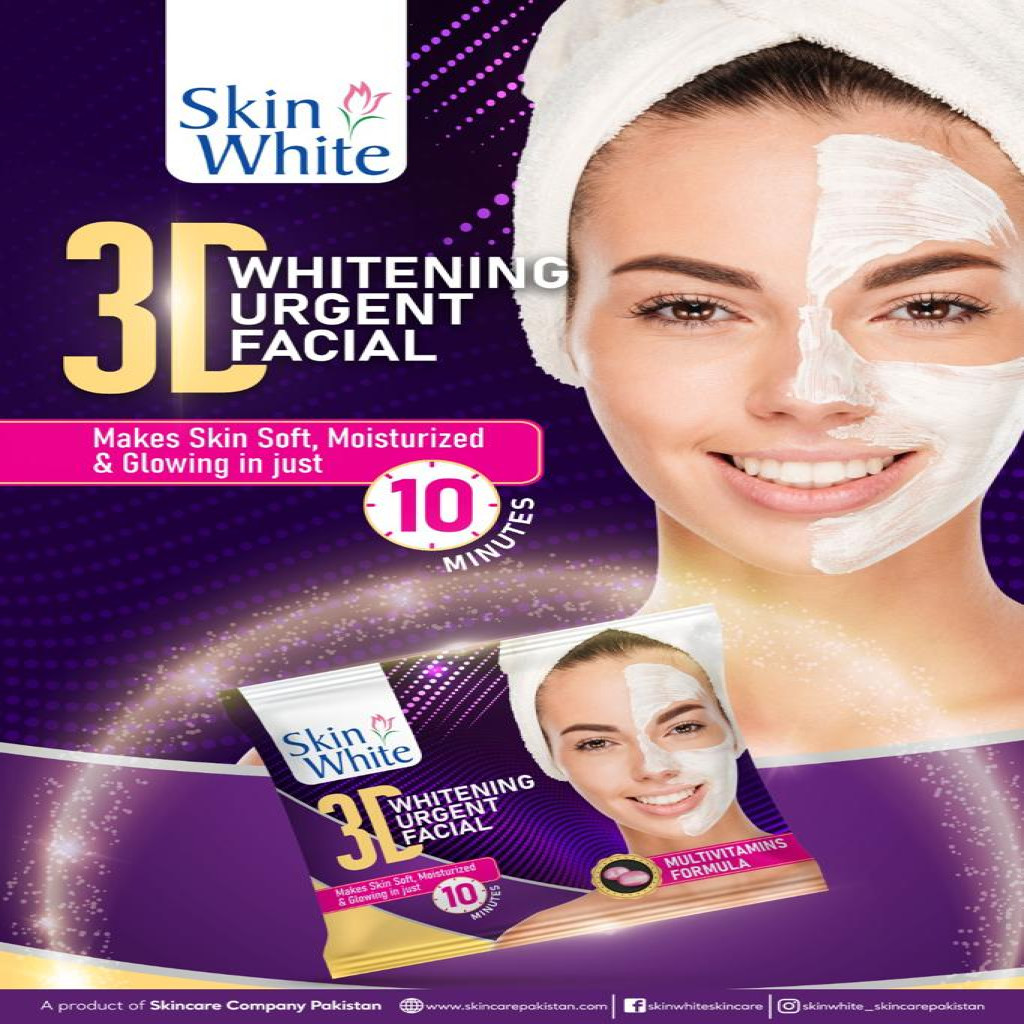 Skin
White
3D
WHITENING
URGENT
FACIAL
Makes Skin Soft, Moisturized
& Glowing in just
10
MINUTES
Skin
White
3D
WHITENING
URGENT
FACIAL
Makes Skin Soft, Moisturized
& Glowing in just
10
MINUTES
MULTIVITAMINS
FORMULA
A product of Skincare Company Pakistan www.skincarepakistan.com | skinwhiteskincare | skinwhite_skincarepakistan